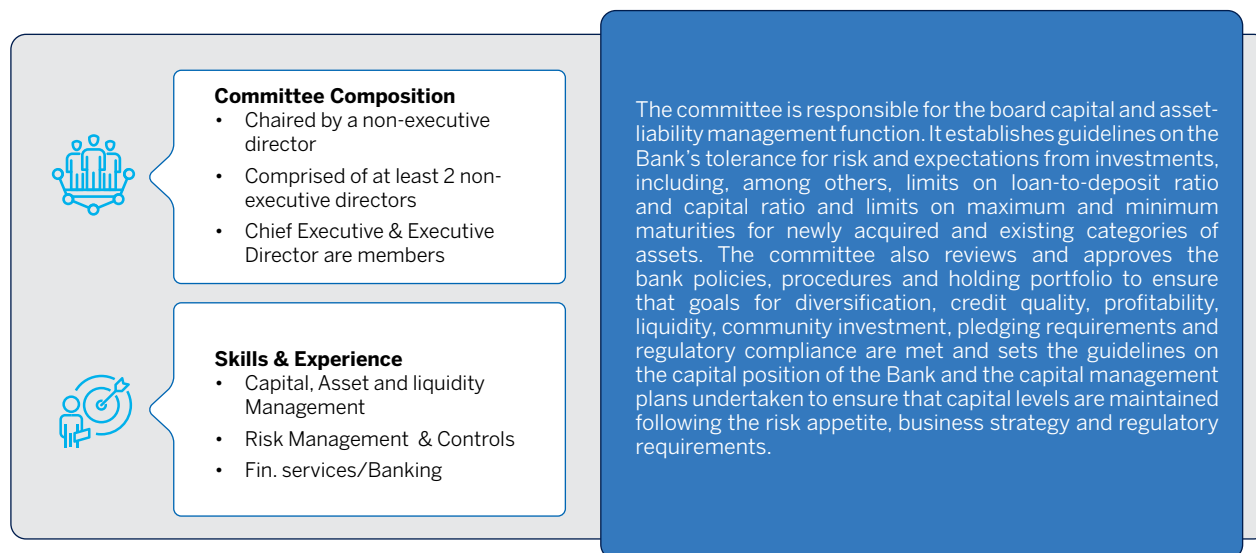 Committee Composition
• Chaired by a non-executive
director
• Comprised of at least 2 non-
executive directors
• Chief Executive & Executive
Director are members
Skills & Experience
• Capital, Asset and liquidity
Management
• Risk Management & Controls
• Fin. services/Banking
The committee is responsible for the board capital and asset-
liability management function. It establishes guidelines on the
Bank's tolerance for risk and expectations from investments,
including, among others, limits on loan-to-deposit ratio
and capital ratio and limits on maximum and minimum
maturities for newly acquired and existing categories of
assets. The committee also reviews and approves the
bank policies, procedures and holding portfolio to ensure
that goals for diversification, credit quality, profitability,
liquidity, community investment, pledging requirements and
regulatory compliance are met and sets the guidelines on
the capital position of the Bank and the capital management
plans undertaken to ensure that capital levels are maintained
following the risk appetite, business strategy and regulatory
requirements.